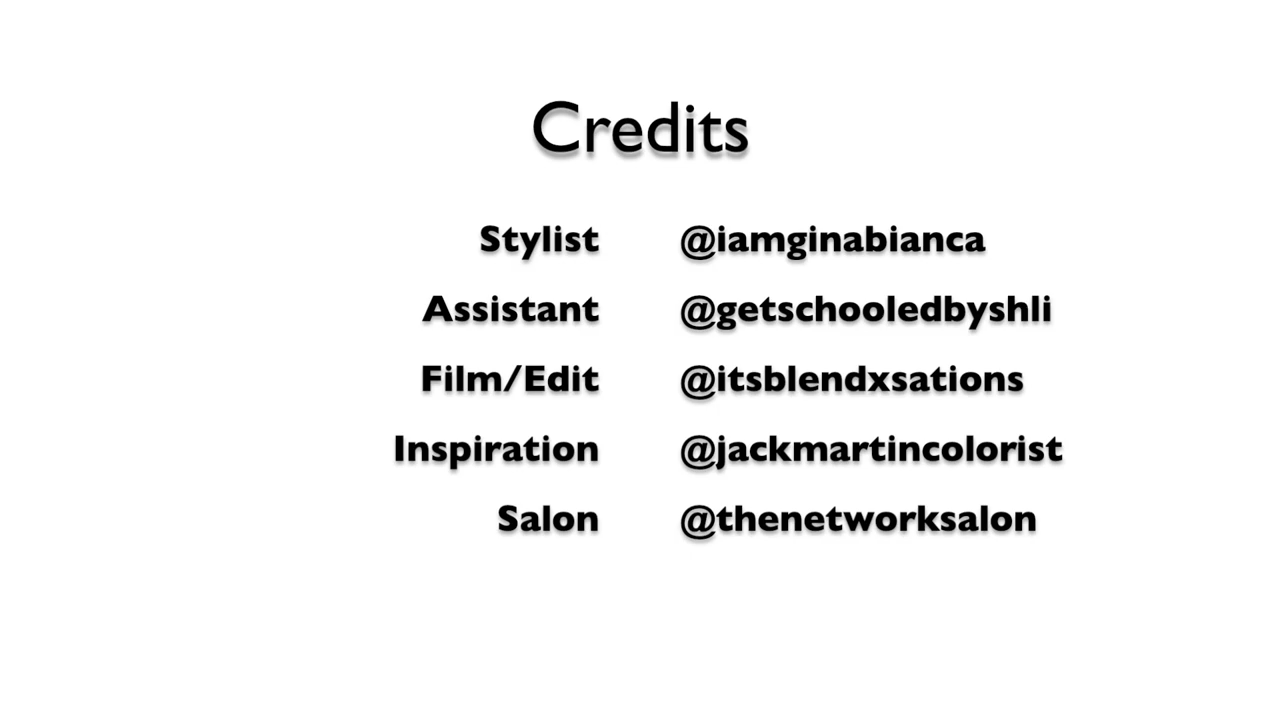 Credits
Stylist @iamginabianca
Assistant @getschooledbyshli
Film/Edit @itsblendxsations
Inspiration @jackmartincolorist
Salon @thenetworksalon